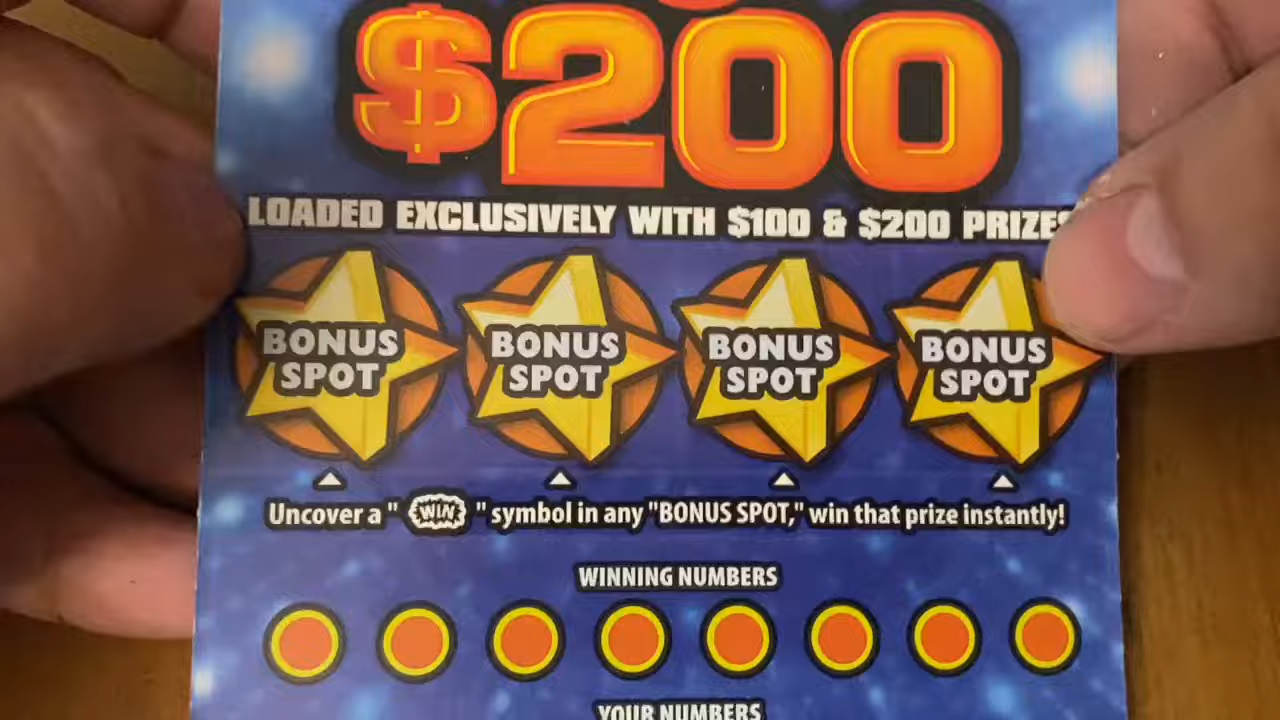 $200
LOADED EXCLUSIVELY WITH $100 & $200 PRIZES
BONUS SPOT
BONUS SPOT
BONUS SPOT
BONUS SPOT
Uncover a " WIN " symbol in any "BONUS SPOT," win that prize instantly!
WINNING NUMBERS
YOUR NUMBERS